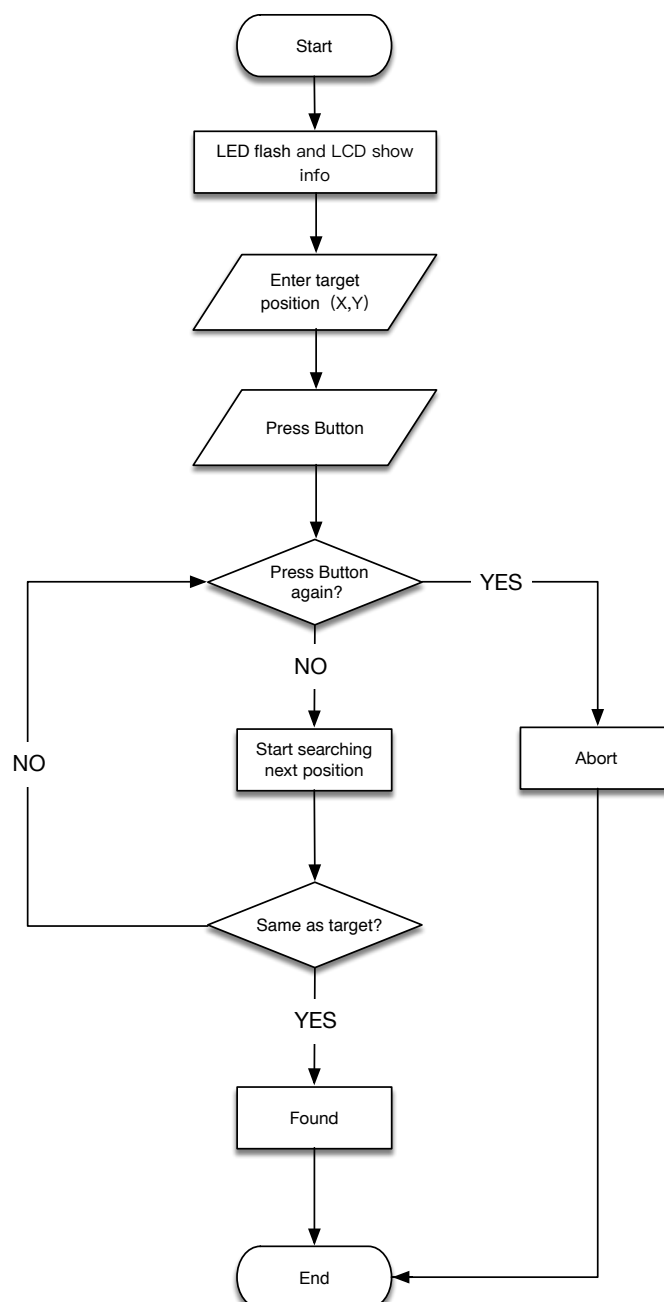 Start
LED flash and LCD show
info
Enter target
position (X,Y)
Press Button
Press Button
again?
YES
NO
Start searching
next position
Abort
NO
Same as target?
YES
Found
End